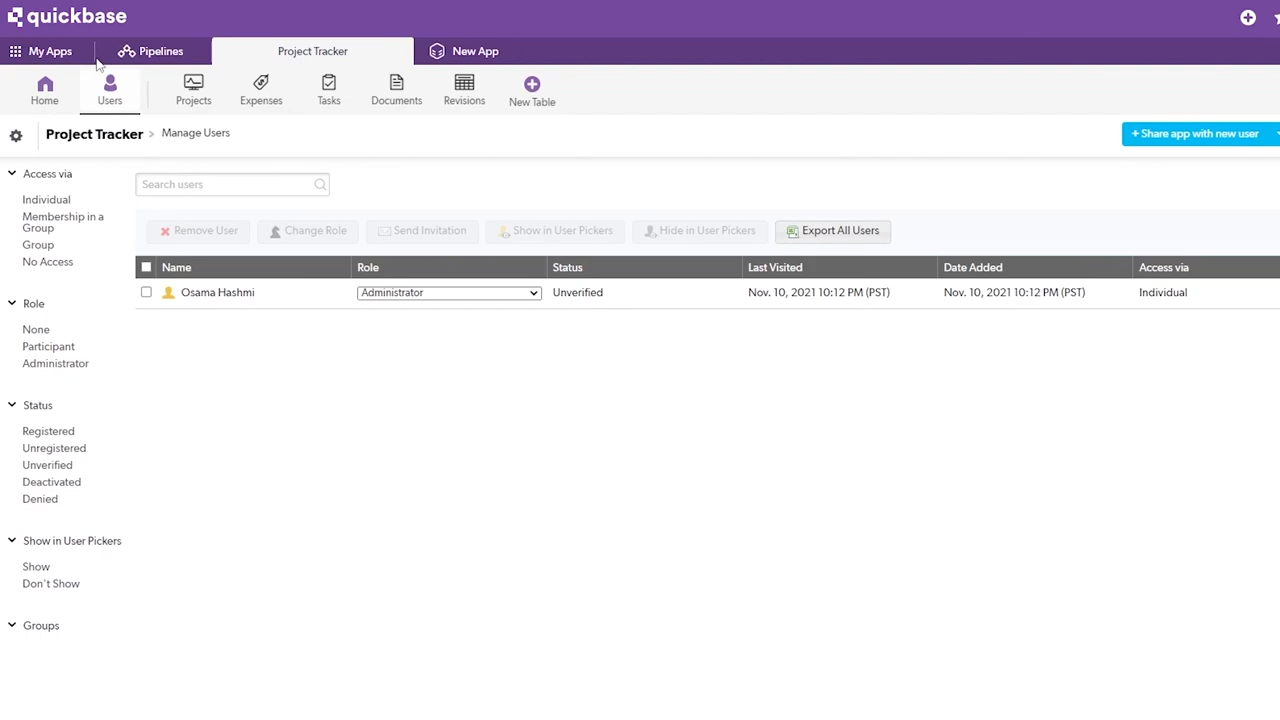 quickbase
My Apps
Pipelines
Project Tracker
New App
Home
Users
Projects
Expenses
Tasks
Documents
Revisions
New Table
Project Tracker > Manage Users
+ Share app with new user
Access via
Individual
Membership in a
Group
Group
No Access
Role
None
Participant
Administrator
Status
Registered
Unregistered
Unverified
Deactivated
Denied
Show in User Pickers
Show
Don't Show
Groups
Search users
Remove User
Change Role
Send Invitation
Show in User Pickers
Hide in User Pickers
Export All Users
Name Role Status Last Visited Date Added Access via
Osama Hashmi Administrator Unverified Nov. 10, 2021 10:12 PM (PST) Nov. 10, 2021 10:12 PM (PST) Individual